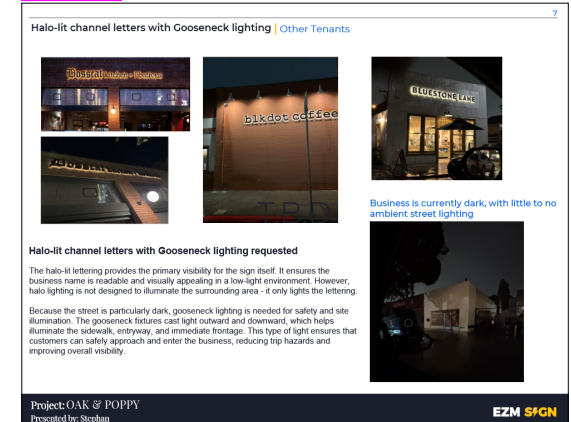 7
Halo-lit channel letters with Gooseneck lighting | Other Tenants
Bosscat Kitchen + Libations
blkdot coffee
BLUESTONE LANE
TBD
Business is currently dark, with little to no
ambient street lighting
Halo-lit channel letters with Gooseneck lighting requested
The halo-lit lettering provides the primary visibility for the sign itself. It ensures the
business name is readable and visually appealing in a low-light environment. However,
halo lighting is not designed to illuminate the surrounding area - it only lights the lettering.
Because the street is particularly dark, gooseneck lighting is needed for safety and site
illumination. The gooseneck fixtures cast light outward and downward, which helps
illuminate the sidewalk, entryway, and immediate frontage. This type of light ensures that
customers can safely approach and enter the business, reducing trip hazards and
improving overall visibility.
Project: OAK & POPPY
Presented by: Stephan
EZM SIGN